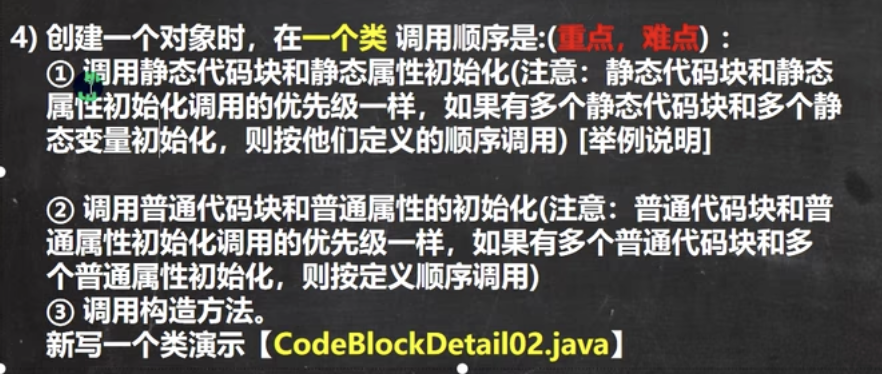 4) 创建一个对象时，在一个类 调用顺序是:(重点，难点)：
① 调用静态代码块和静态属性初始化(注意：静态代码块和静态
属性初始化调用的优先级一样，如果有多个静态代码块和多个静
态变量初始化，则按他们定义的顺序调用) [举例说明]
② 调用普通代码块和普通属性的初始化(注意：普通代码块和普
通属性初始化调用的优先级一样，如果有多个普通代码块和多
个普通属性初始化，则按定义顺序调用)
③ 调用构造方法。
新写一个类演示【CodeBlockDetail02.java】